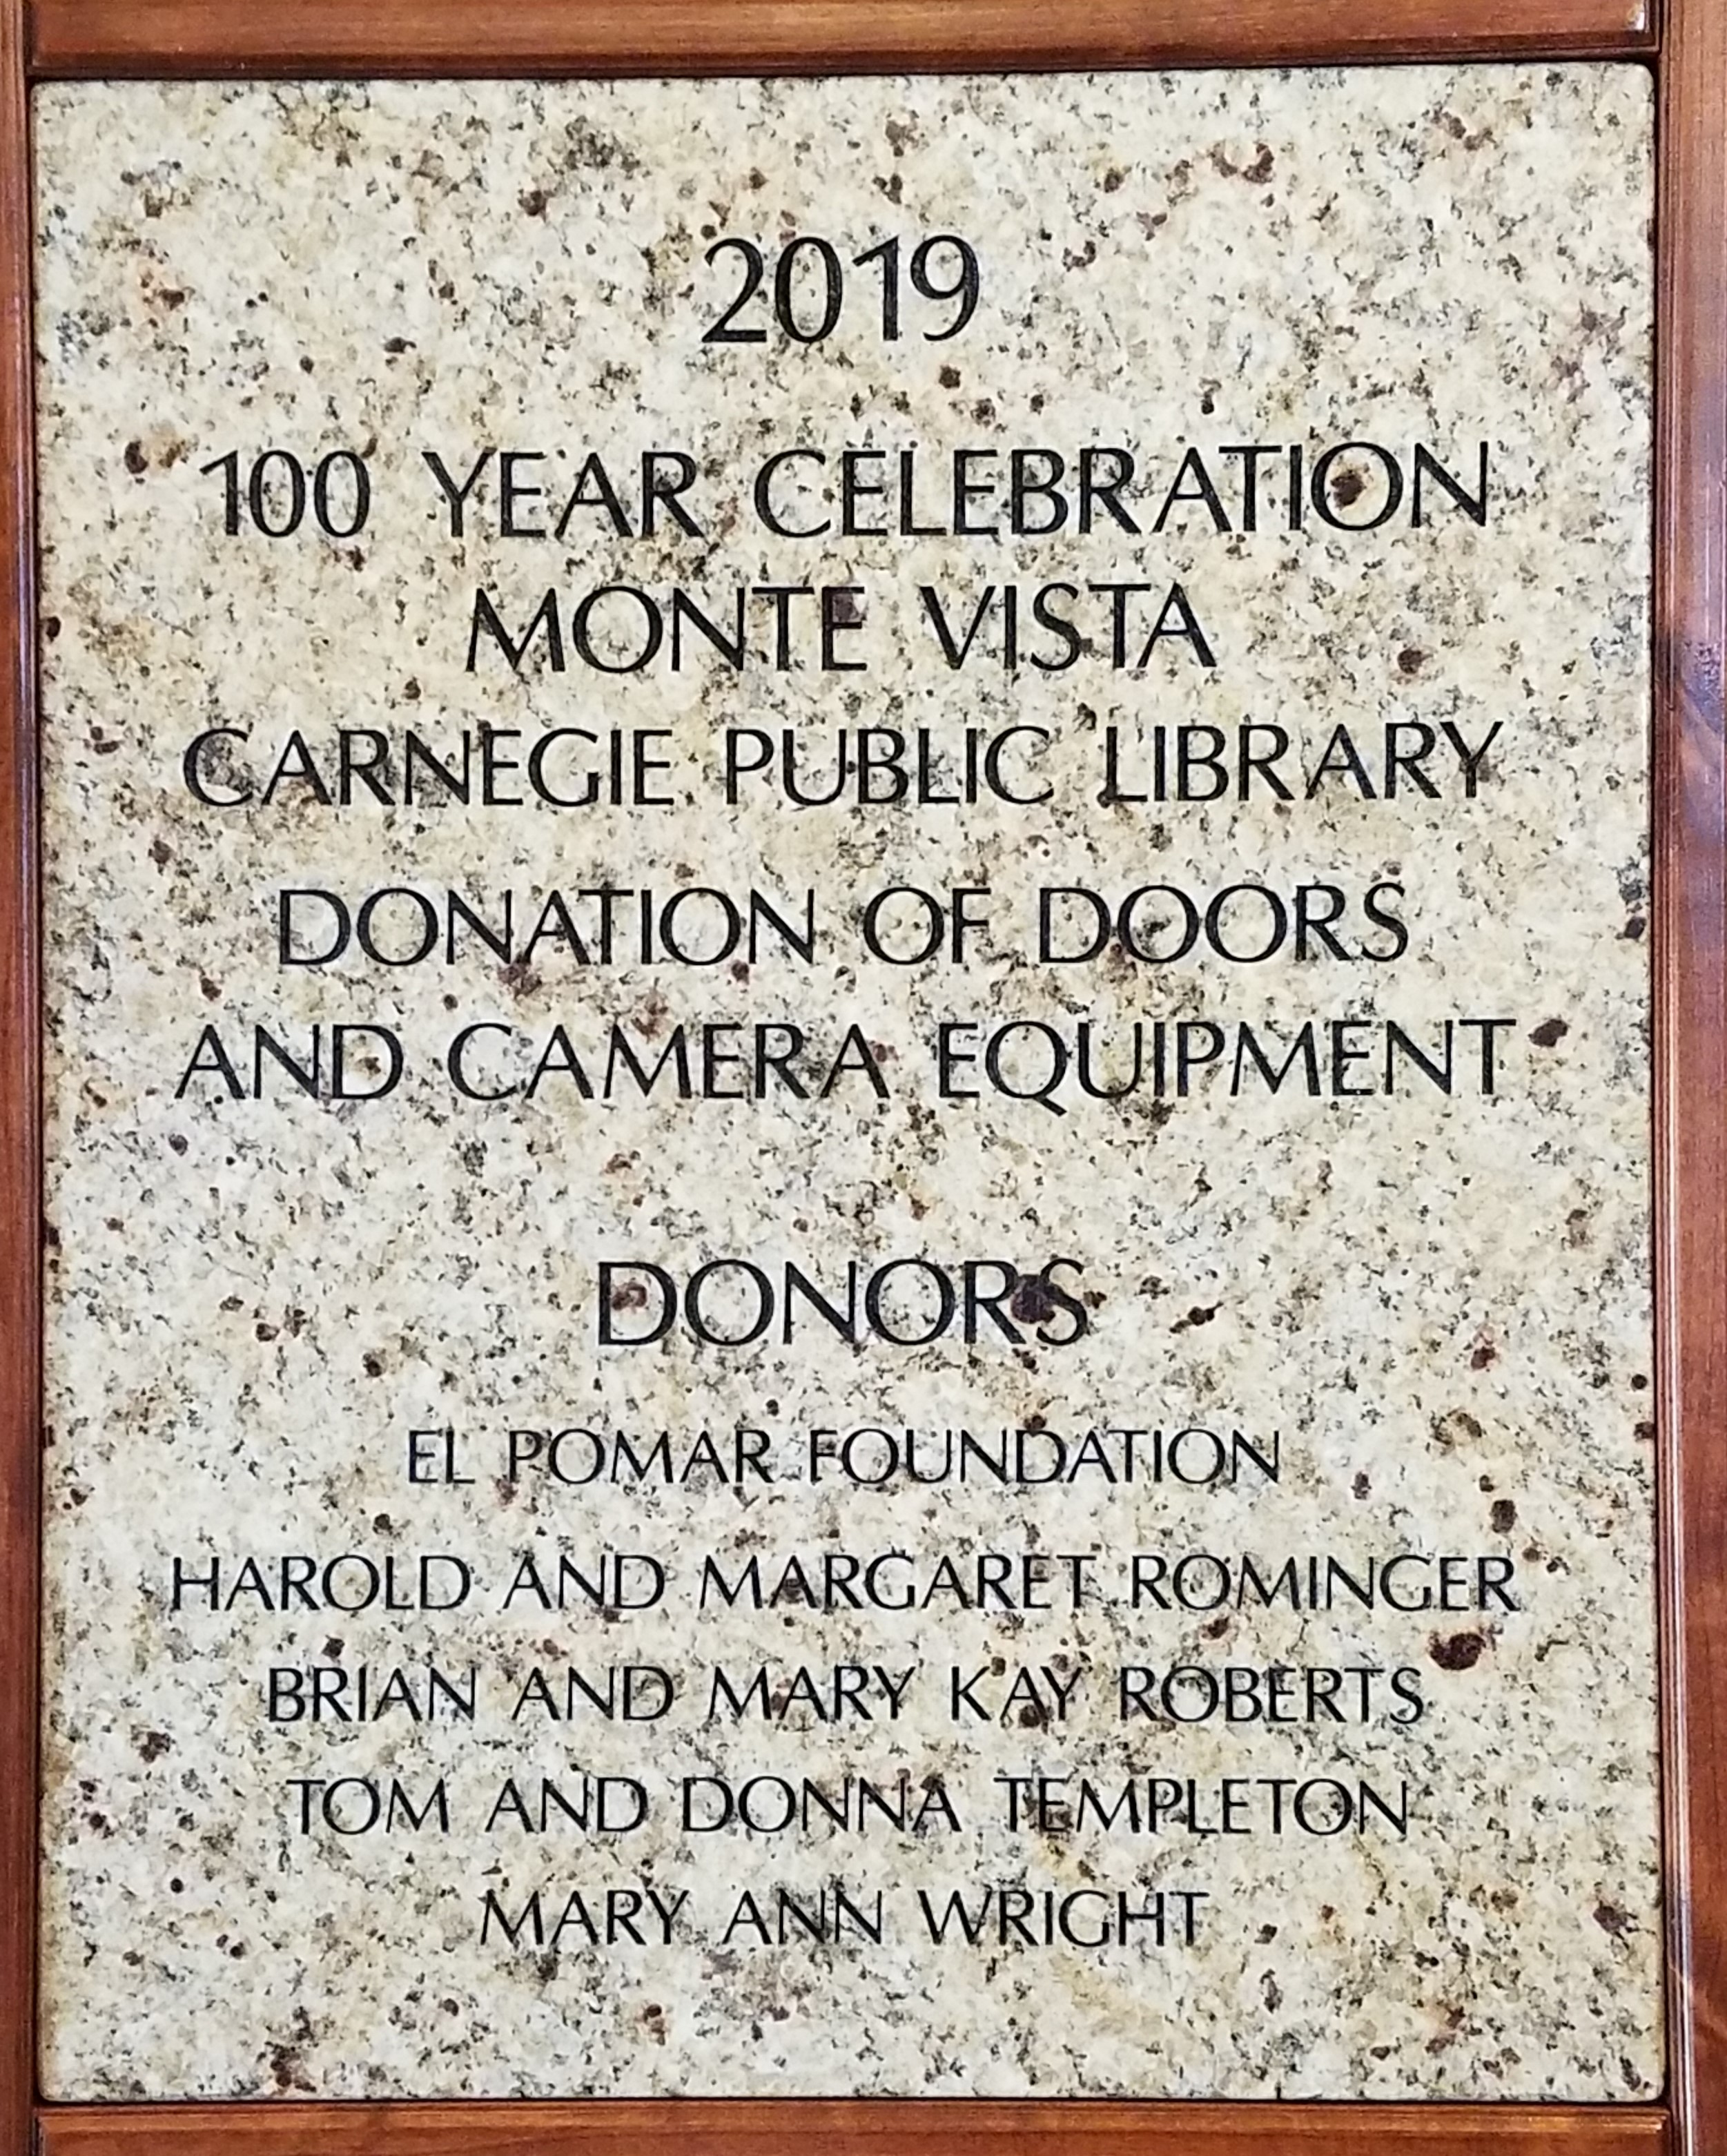 2019
100 YEAR CELEBRATION
MONTE VISTA
CARNEGIE PUBLIC LIBRARY
DONATION OF DOORS
AND CAMERA EQUIPMENT
DONORS
EL POMAR FOUNDATION
HAROLD AND MARGARET ROMINGER
BRIAN AND MARY KAY ROBERTS
TOM AND DONNA TEMPLETON
MARY ANN WRIGHT